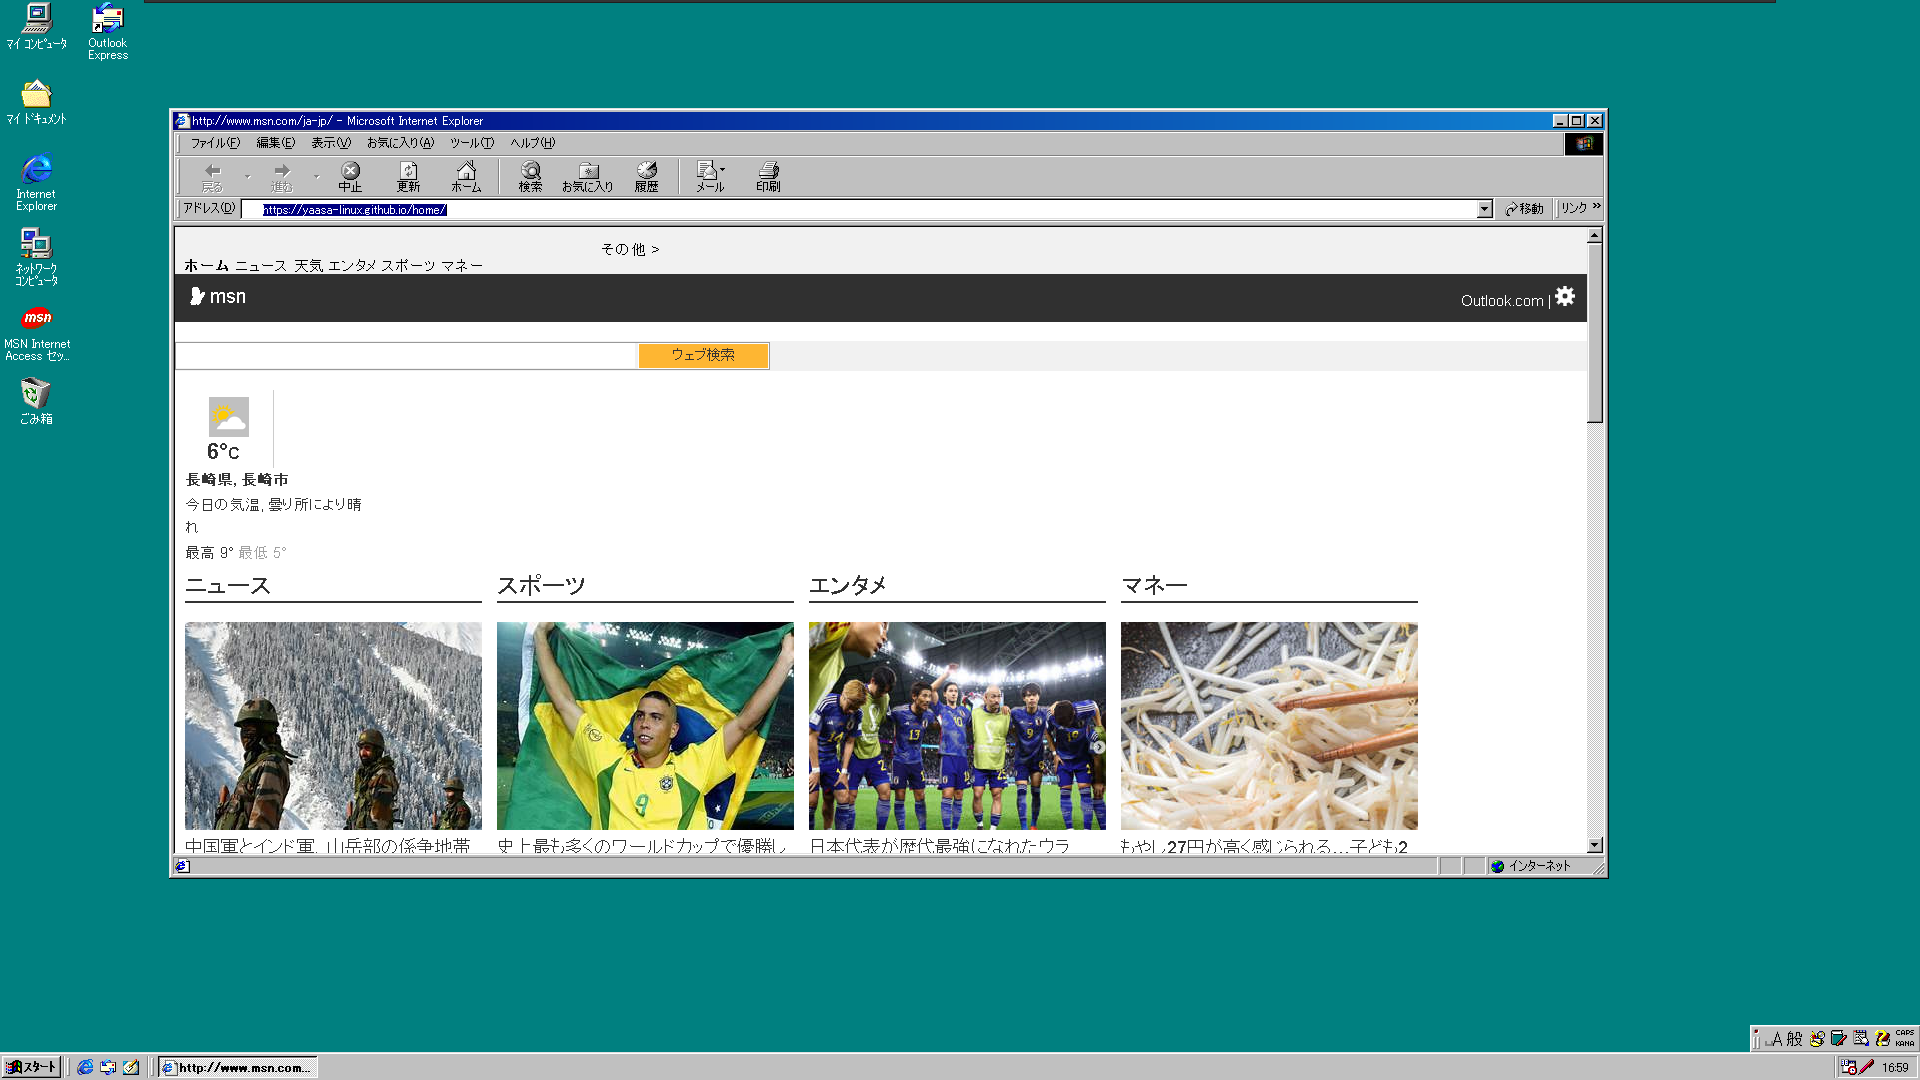 マイ コンピュータ
Outlook Express
マイ ドキュメント
Internet Explorer
ネットワーク コンピュータ
msn
MSN Internet Access セッ...
ごみ箱
http://www.msn.com/ja-jp/ - Microsoft Internet Explorer
ファイル(F) 編集(E) 表示(V) お気に入り(A) ツール(T) ヘルプ(H)
戻る 進む 中止 更新 ホーム 検索 お気に入り 履歴 メール 印刷
アドレス(D) https://yaasa-linux.github.io/home/ 移動 リンク »
その他 >
ホーム ニュース 天気 エンタメ スポーツ マネー
msn Outlook.com |
ウェブ検索
6°C
長崎県, 長崎市
今日の気温, 曇り所により晴
れ
最高 9° 最低 5°
ニュース スポーツ エンタメ マネー
中国軍とインド軍、山岳部の係争地帯 史上最も多くのワールドカップで優勝し 日本代表が歴代最強になれたウラ もやし27円が高く感じられる…子ども2
インターネット
A 般 CAPS KANA
スタート http://www.msn.com... 16:59